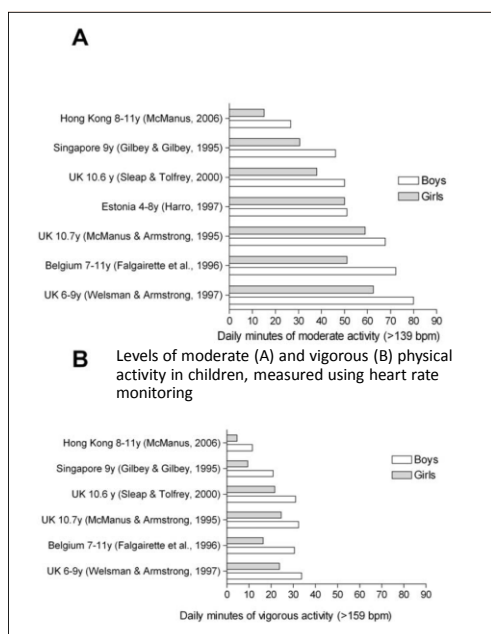 A
Hong Kong 8-11y (McManus, 2006)
Singapore 9y (Gilbey & Gilbey, 1995)
UK 10.6 y (Sleap & Tolfrey, 2000)
Estonia 4-8y (Harro, 1997)
UK 10.7y (McManus & Armstrong, 1995)
Belgium 7-11y (Falgairette et al., 1996)
UK 6-9y (Welsman & Armstrong, 1997)
Boys
Girls
0 10 20 30 40 50 60 70 80 90
Daily minutes of moderate activity (>139 bpm)
B
Levels of moderate (A) and vigorous (B) physical
activity in children, measured using heart rate
monitoring
Hong Kong 8-11y (McManus, 2006)
Singapore 9y (Gilbey & Gilbey, 1995)
UK 10.6 y (Sleap & Tolfrey, 2000)
UK 10.7y (McManus & Armstrong, 1995)
Belgium 7-11y (Falgairette et al., 1996)
UK 6-9y (Welsman & Armstrong, 1997)
Boys
Girls
0 10 20 30 40 50 60 70 80 90
Daily minutes of vigorous activity (>159 bpm)